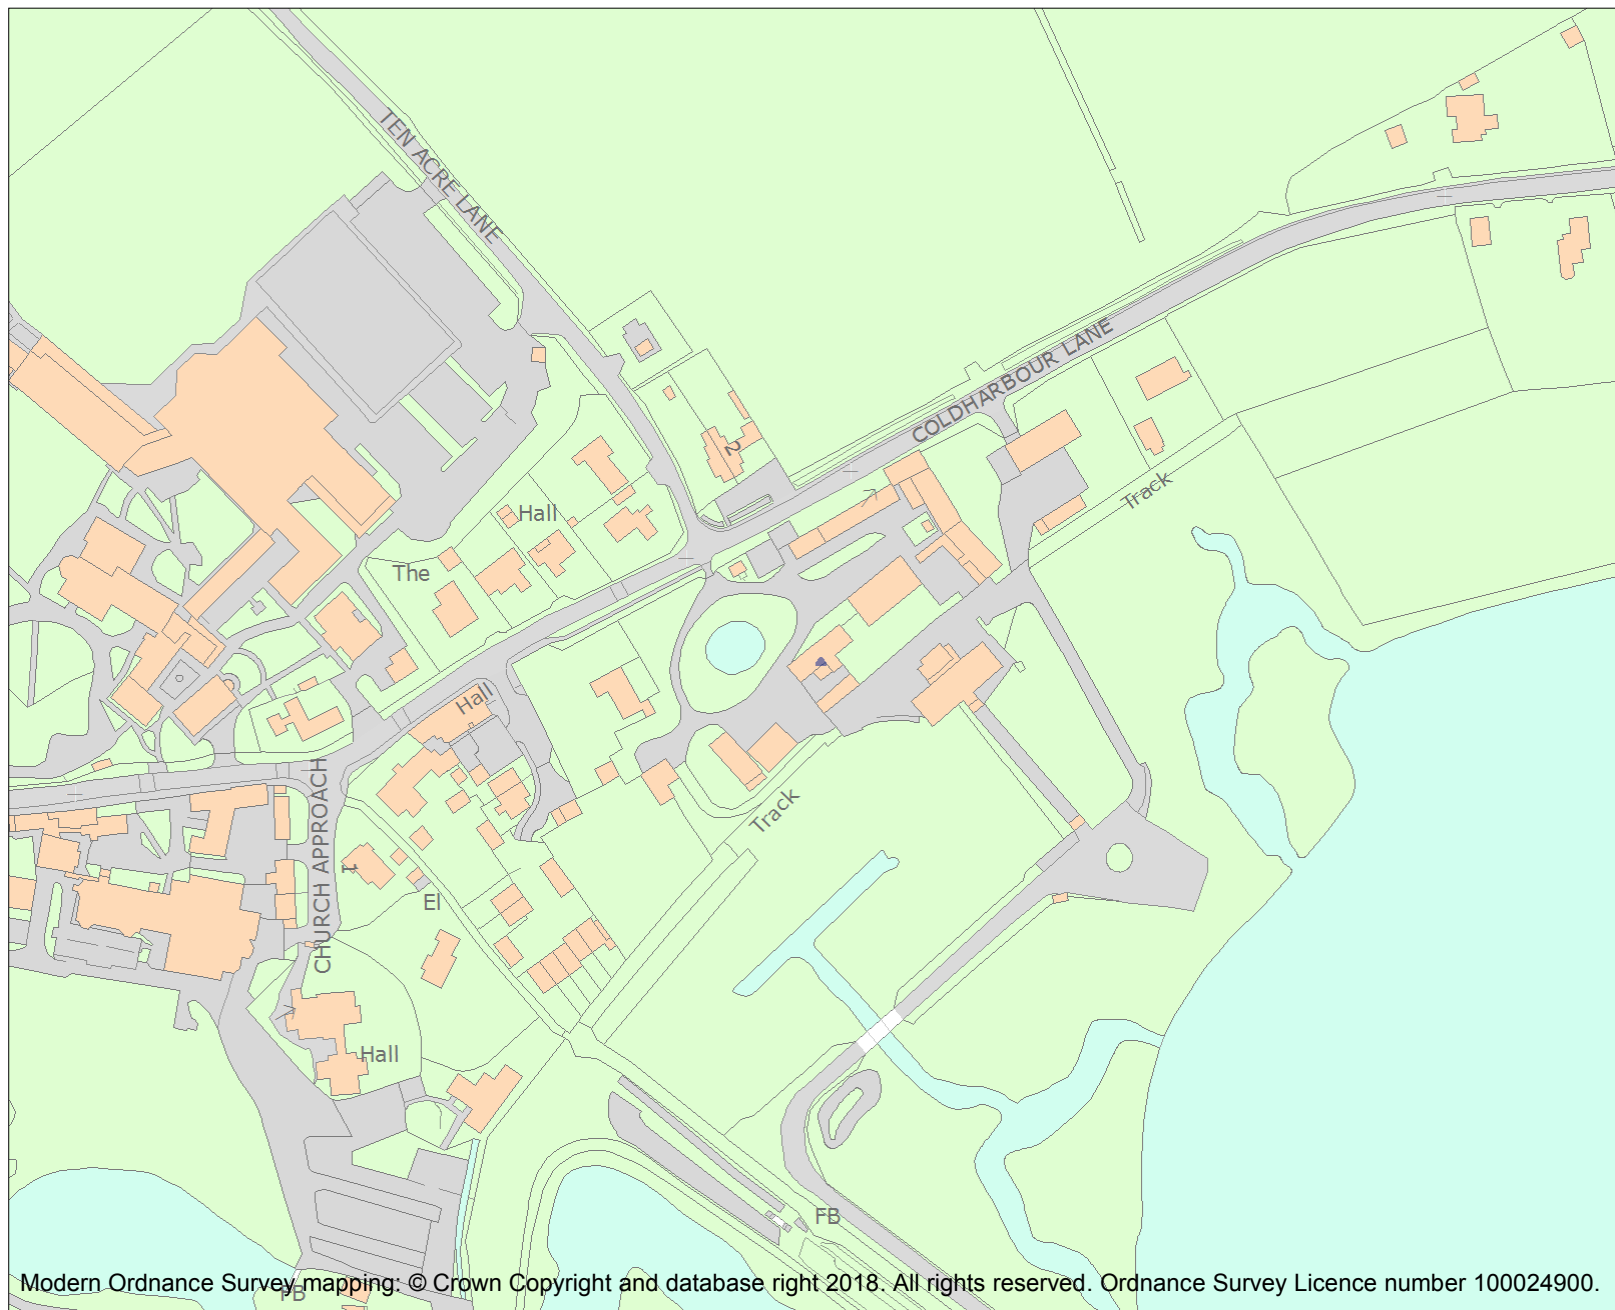 TEN ACRE LANE
COLDHARBOUR LANE
2
Track
Hall
The
Hall
CHURCH APPROACH
Track
1
El
7
Hall
FB
FB
Modern Ordnance Survey mapping: © Crown Copyright and database right 2018. All rights reserved. Ordnance Survey Licence number 100024900.